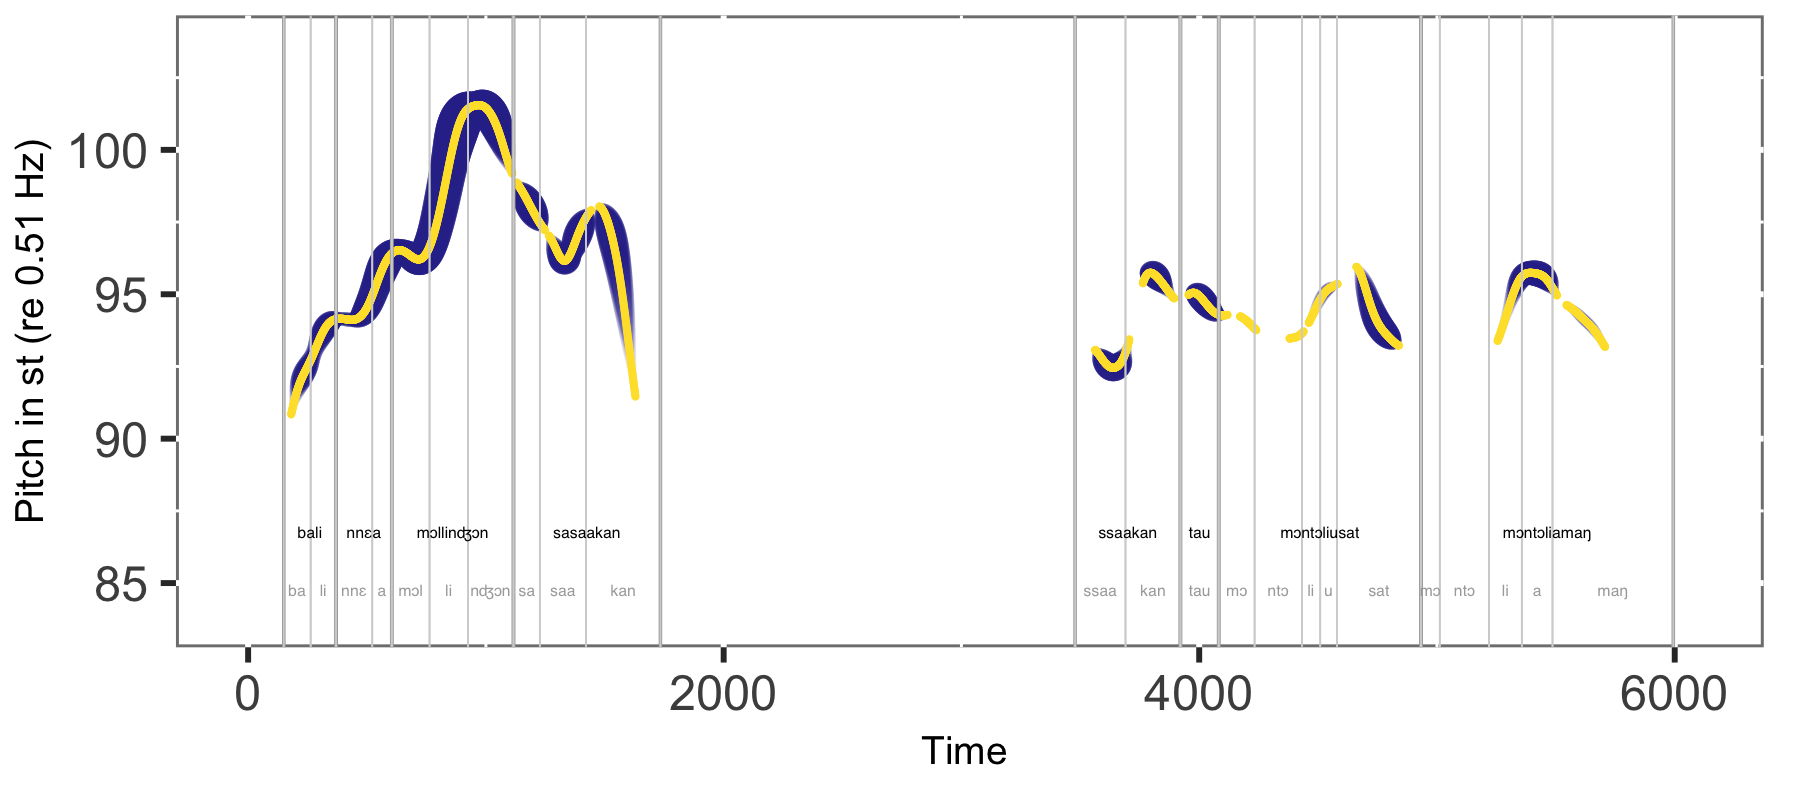 Pitch in st (re 0.51 Hz)
100
95
90
85
bali nnɛa mɔllinʤɔn sasaakan ssaakan tau mɔntɔliusat mɔntɔliamaŋ
ba li nnɛ a mɔl li nʤɔn sa saa kan ssaa kan tau mɔ ntɔ li u sat mɔ ntɔ li a maŋ
0 2000 4000 6000
Time